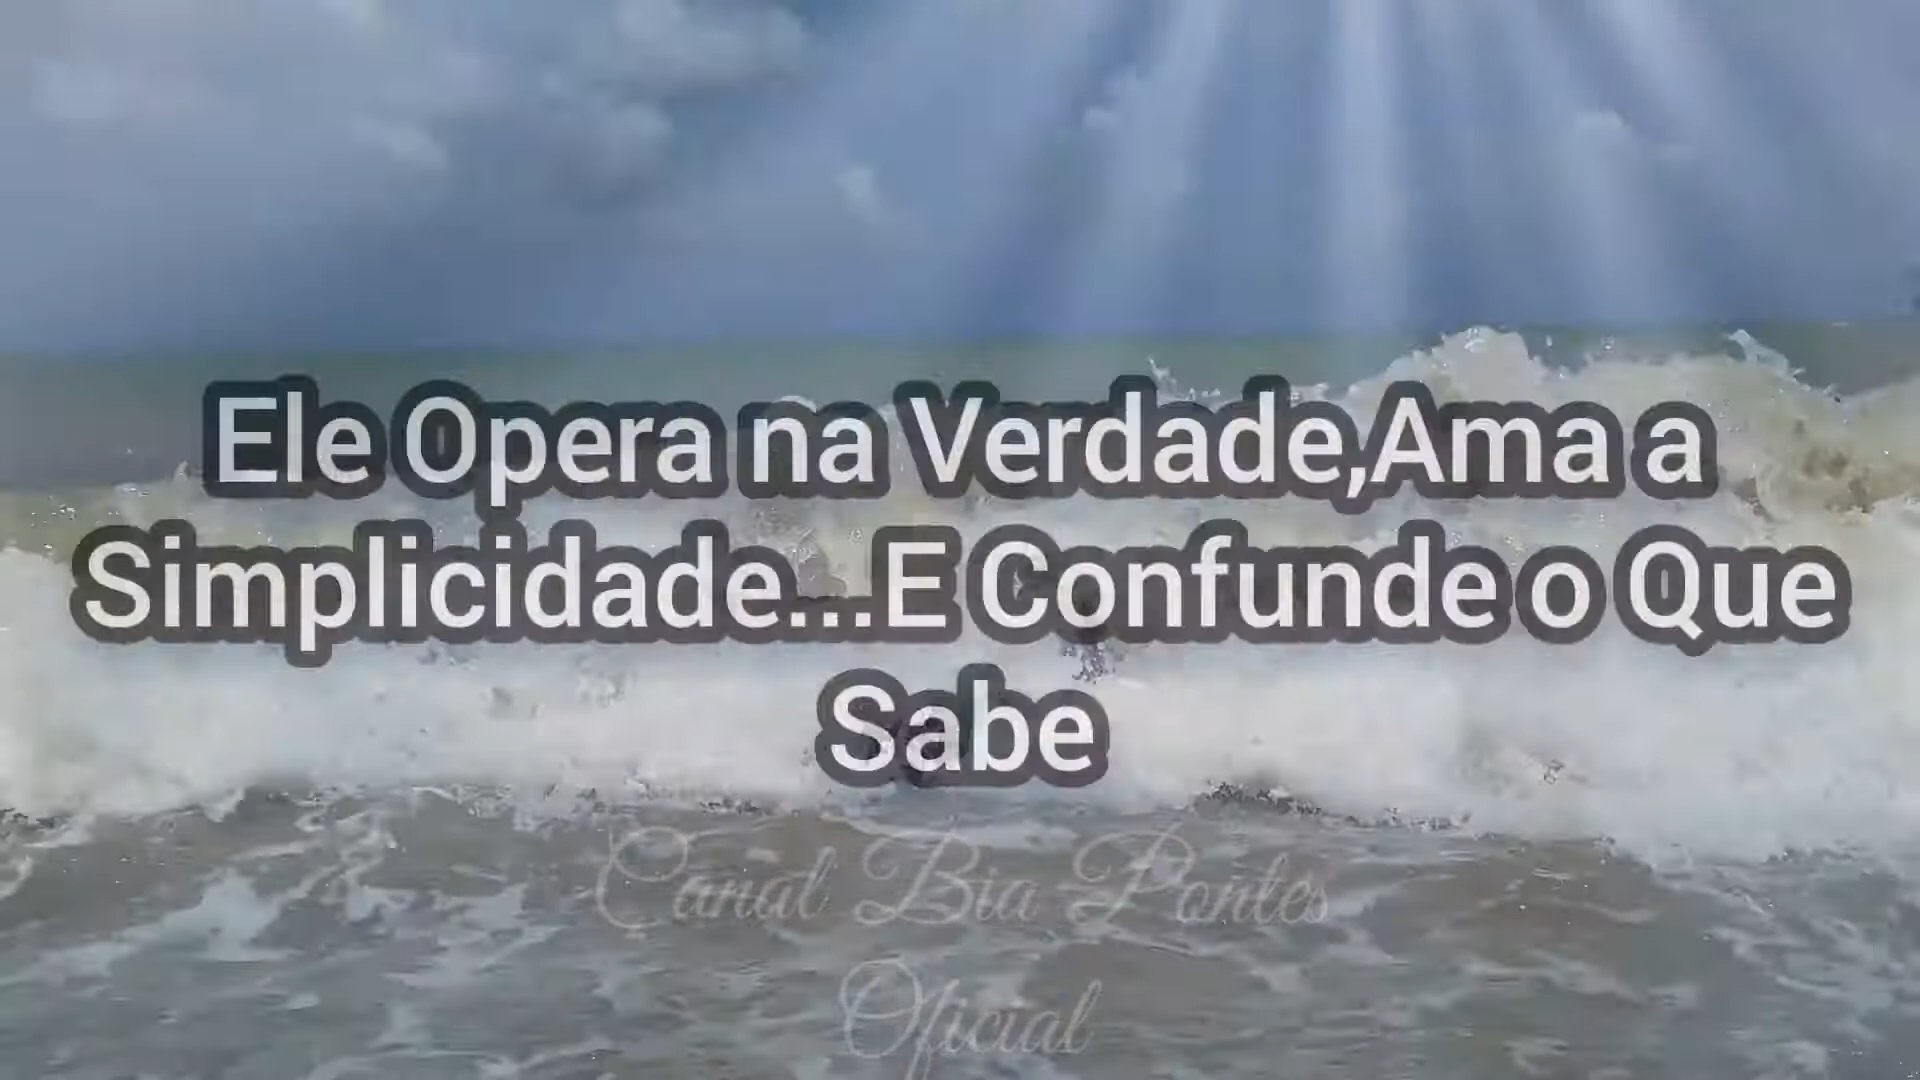 Ele Opera na Verdade,Ama a
Simplicidade...E Confunde o Que
Sabe
Canal Bia Pontes
Oficial